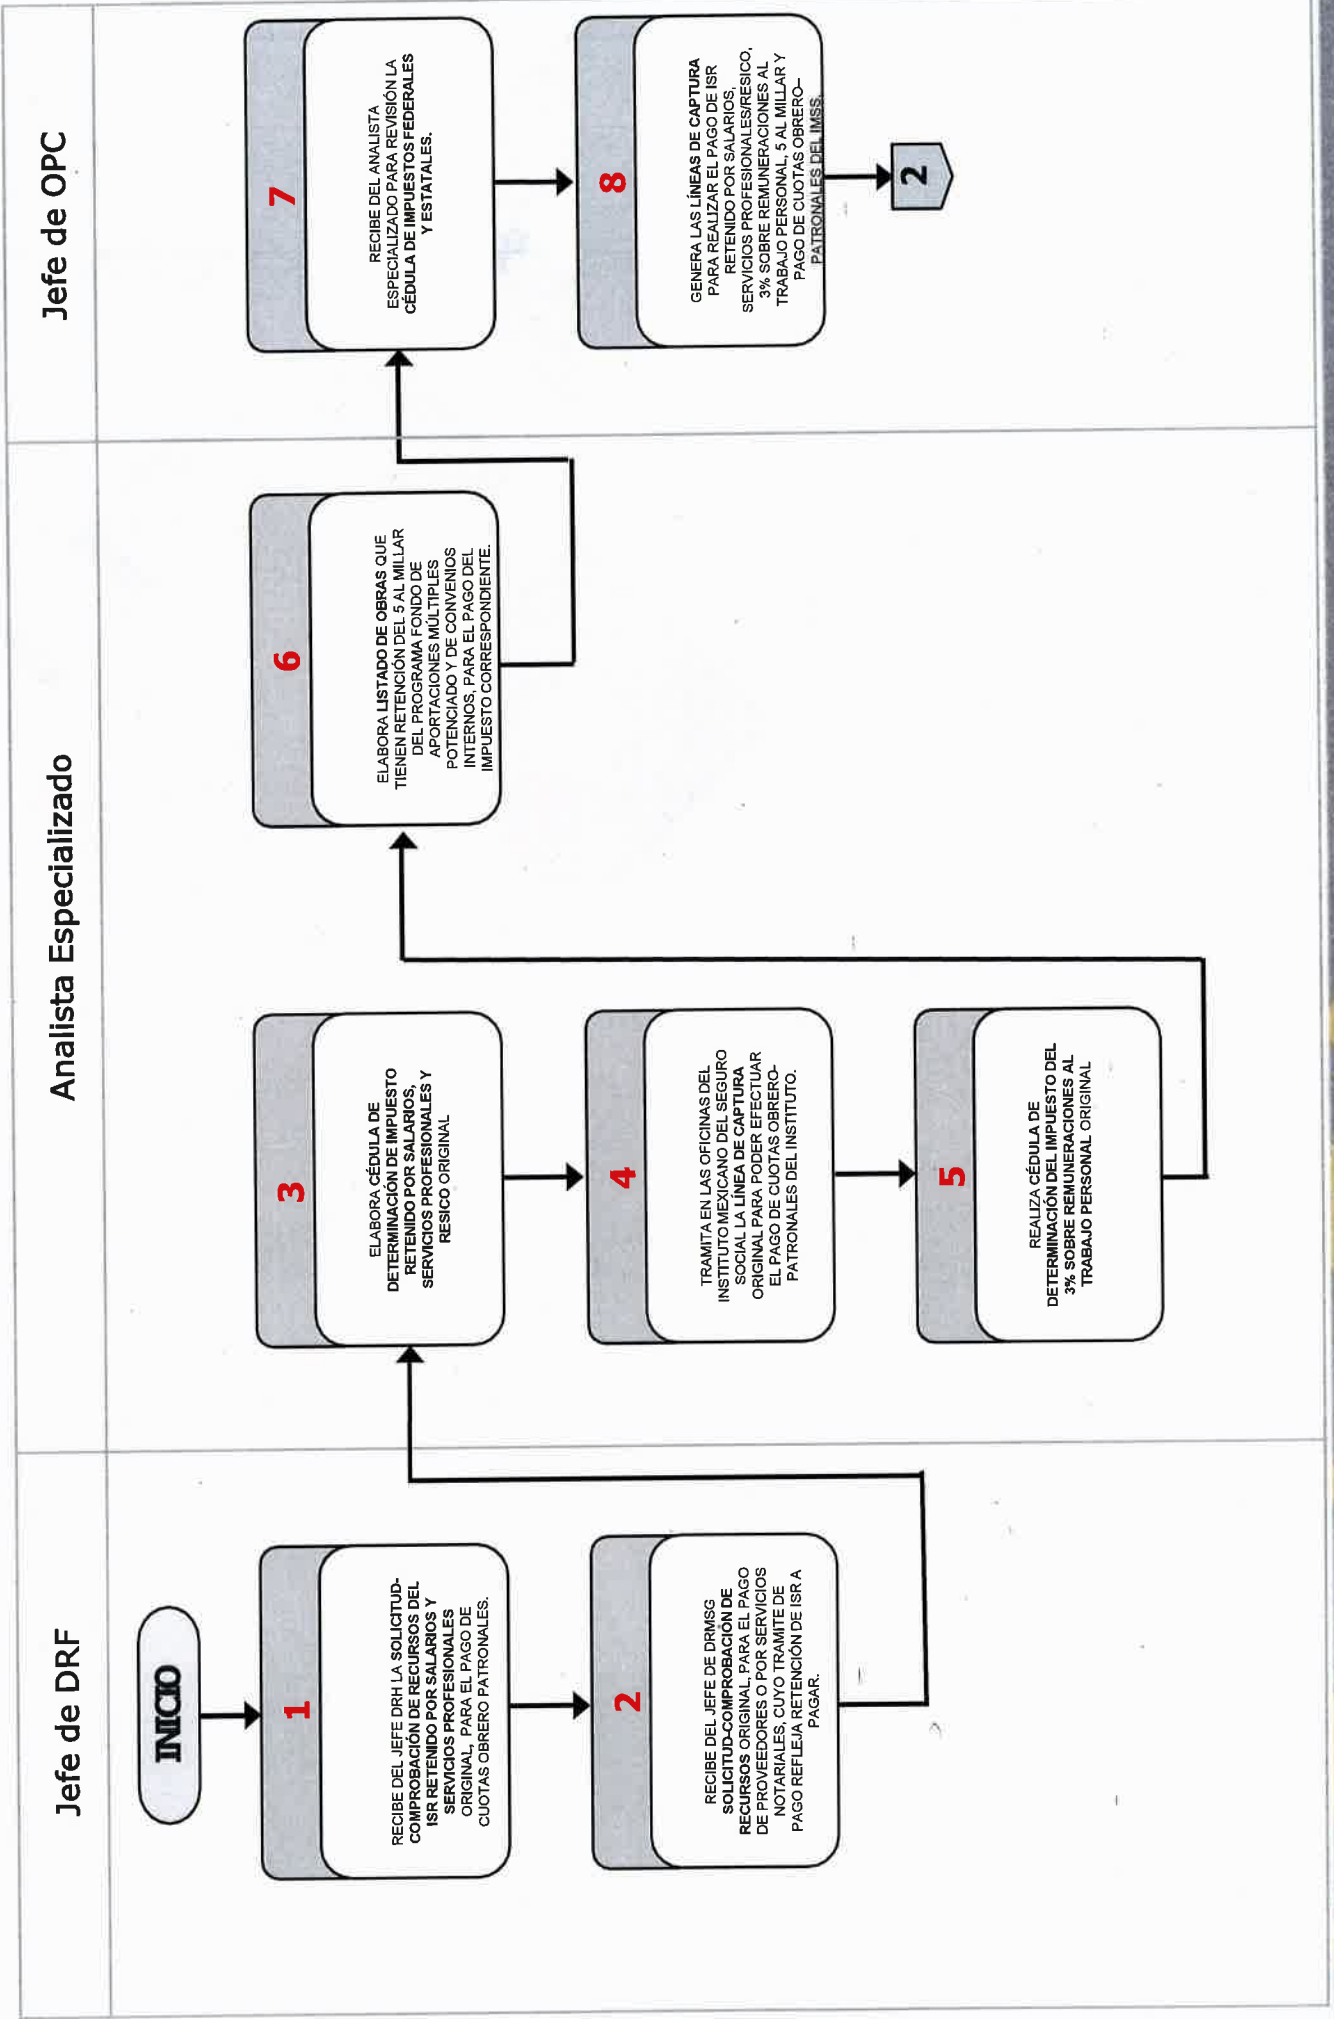 Jefe de DRF
Analista Especializado
Jefe de OPC
INICIO
1
RECIBE DEL JEFE DRH LA SOLICITUD-
COMPROBACIÓN DE RECURSOS DEL
ISR RETENIDO POR SALARIOS Y
SERVICIOS PROFESIONALES
ORIGINAL, PARA EL PAGO DE
CUOTAS OBRERO PATRONALES.
2
RECIBE DEL JEFE DE DRMSG
SOLICITUD-COMPROBACIÓN DE
RECURSOS ORIGINAL, PARA EL PAGO
DE PROVEEDORES O POR SERVICIOS
NOTARIALES, CUYO TRAMITE DE
PAGO REFLEJA RETENCIÓN DE ISR A
PAGAR.
3
ELABORA CÉDULA DE
DETERMINACIÓN DE IMPUESTO
RETENIDO POR SALARIOS,
SERVICIOS PROFESIONALES Y
RESICO ORIGINAL
4
TRAMITA EN LAS OFICINAS DEL
INSTITUTO MEXICANO DEL SEGURO
SOCIAL LA LÍNEA DE CAPTURA
ORIGINAL PARA PODER EFECTUAR
EL PAGO DE CUOTAS OBRERO-
PATRONALES DEL INSTITUTO.
5
REALIZA CÉDULA DE
DETERMINACIÓN DEL IMPUESTO DEL
3% SOBRE REMUNERACIONES AL
TRABAJO PERSONAL ORIGINAL
6
ELABORA LISTADO DE OBRAS QUE
TIENEN RETENCIÓN DEL 5 AL MILLAR
DEL PROGRAMA FONDO DE
APORTACIONES MÚLTIPLES
POTENCIADO Y DE CONVENIOS
INTERNOS, PARA EL PAGO DEL
IMPUESTO CORRESPONDIENTE.
7
RECIBE DEL ANALISTA
ESPECIALIZADO PARA REVISIÓN LA
CÉDULA DE IMPUESTOS FEDERALES
Y ESTATALES.
8
GENERA LAS LÍNEAS DE CAPTURA
PARA REALIZAR EL PAGO DE ISR
RETENIDO POR SALARIOS,
SERVICIOS PROFESIONALES/RESICO,
3% SOBRE REMUNERACIONES AL
TRABAJO PERSONAL, 5 AL MILLAR Y
PAGO DE CUOTAS OBRERO–
PATRONALES DEL IMSS.
2